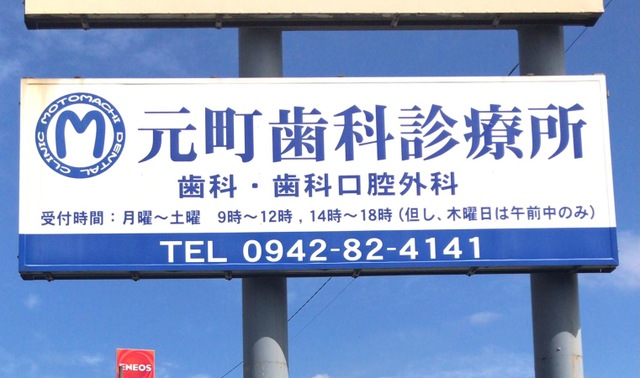 MOTOMACHI DENTAL CLINIC
M
元町歯科診療所
歯科・歯科口腔外科
受付時間：月曜～土曜 9時～12時，14時～18時（但し、木曜日は午前中のみ）
TEL 0942-82-4141
ENEOS